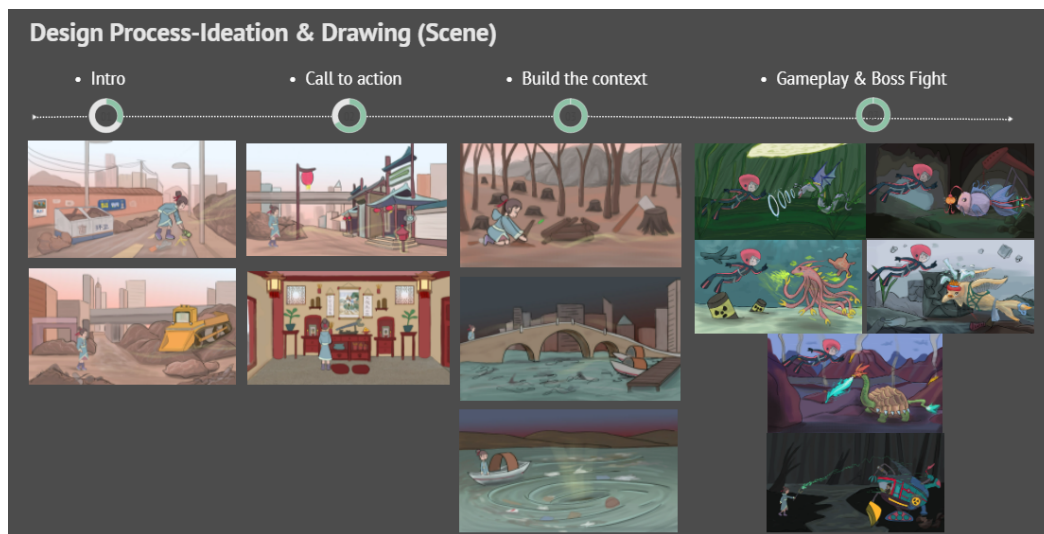 Design Process-Ideation & Drawing (Scene)
• Intro
• Call to action
• Build the context
• Gameplay & Boss Fight